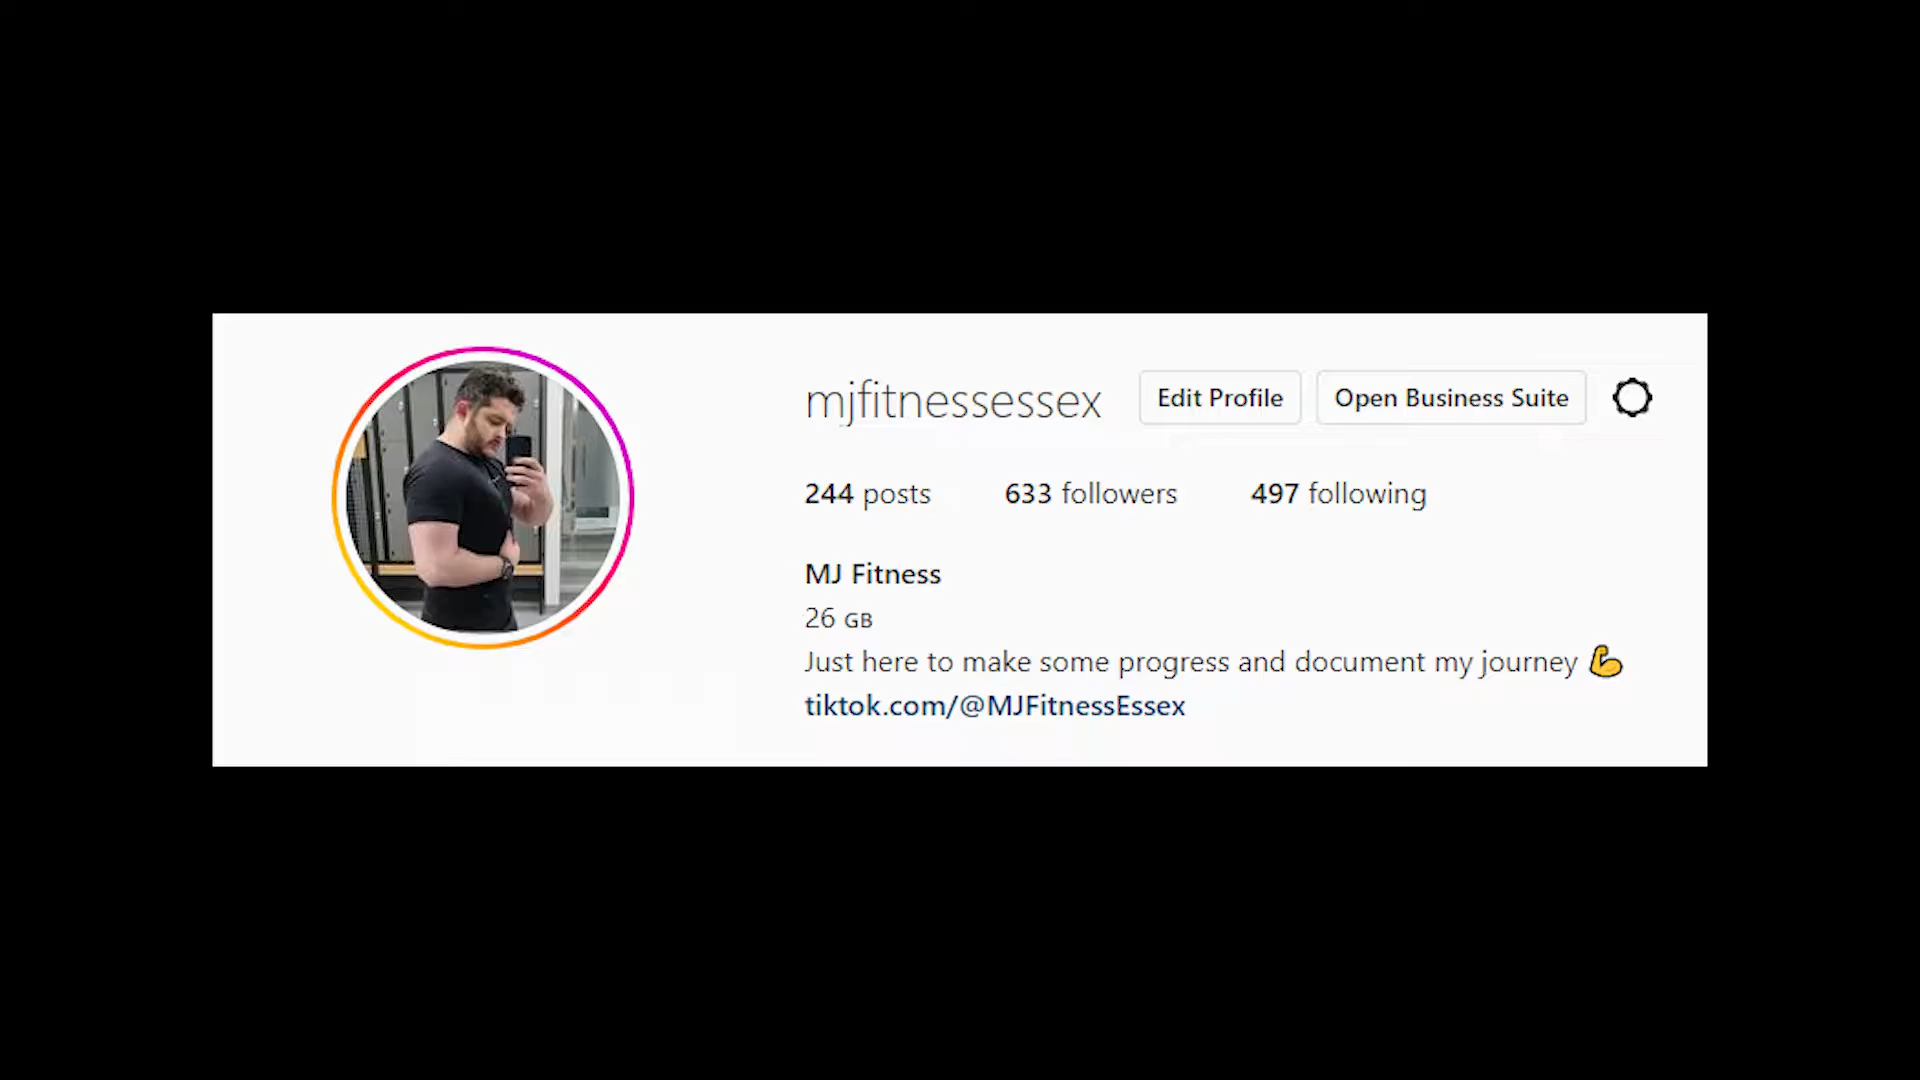 mjfitnessessex Edit Profile Open Business Suite
244 posts 633 followers 497 following
MJ Fitness
26 GB
Just here to make some progress and document my journey 💪
tiktok.com/@MJFitnessEssex